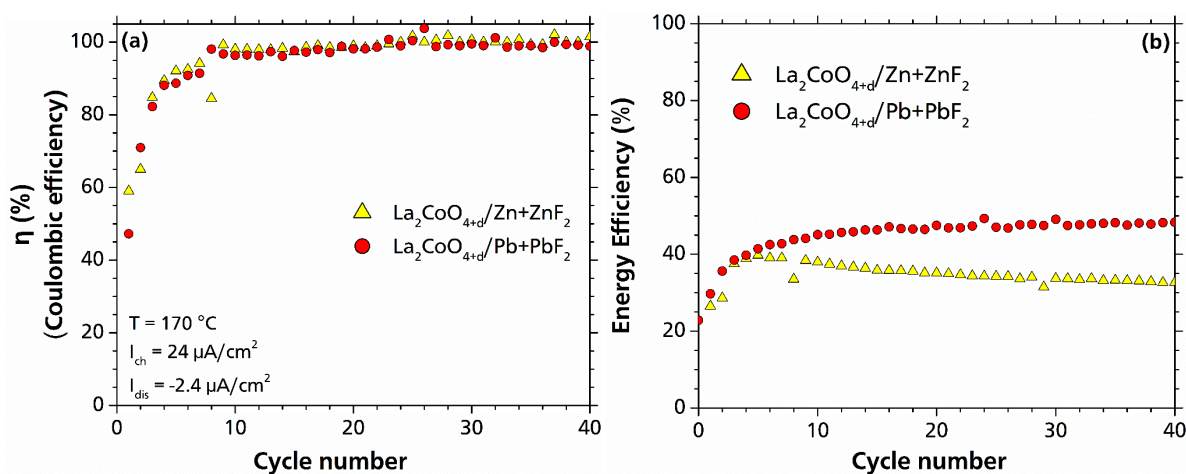 (a)
100
80
60
40
20
0
η (%)
(Coulombic efficiency)
La₂CoO₄₊d/Zn+ZnF₂
La₂CoO₄₊d/Pb+PbF₂
T = 170 °C
I_ch = 24 μA/cm²
I_dis = -2.4 μA/cm²
0 10 20 30 40
Cycle number
(b)
100
80
60
40
20
0
Energy Efficiency (%)
La₂CoO₄₊d/Zn+ZnF₂
La₂CoO₄₊d/Pb+PbF₂
0 10 20 30 40
Cycle number